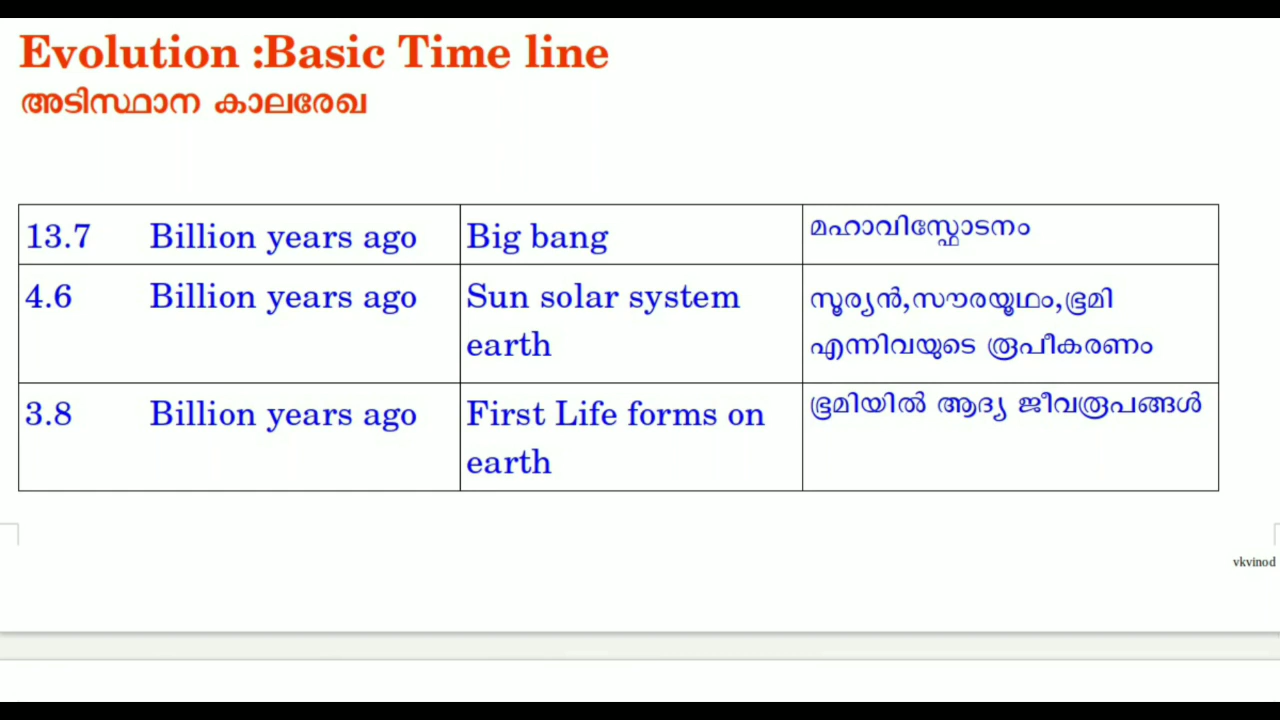 Evolution :Basic Time line
അടിസ്ഥാന കാലരേഖ
13.7 Billion years ago Big bang മഹാവിസ്ഫോടനം
4.6 Billion years ago Sun solar system സൂര്യൻ,സൗരയൂഥം,ഭൂമി
earth എന്നിവയുടെ രൂപീകരണം
3.8 Billion years ago First Life forms on ഭൂമിയിൽ ആദ്യ ജീവരൂപങ്ങൾ
earth
vkvinod